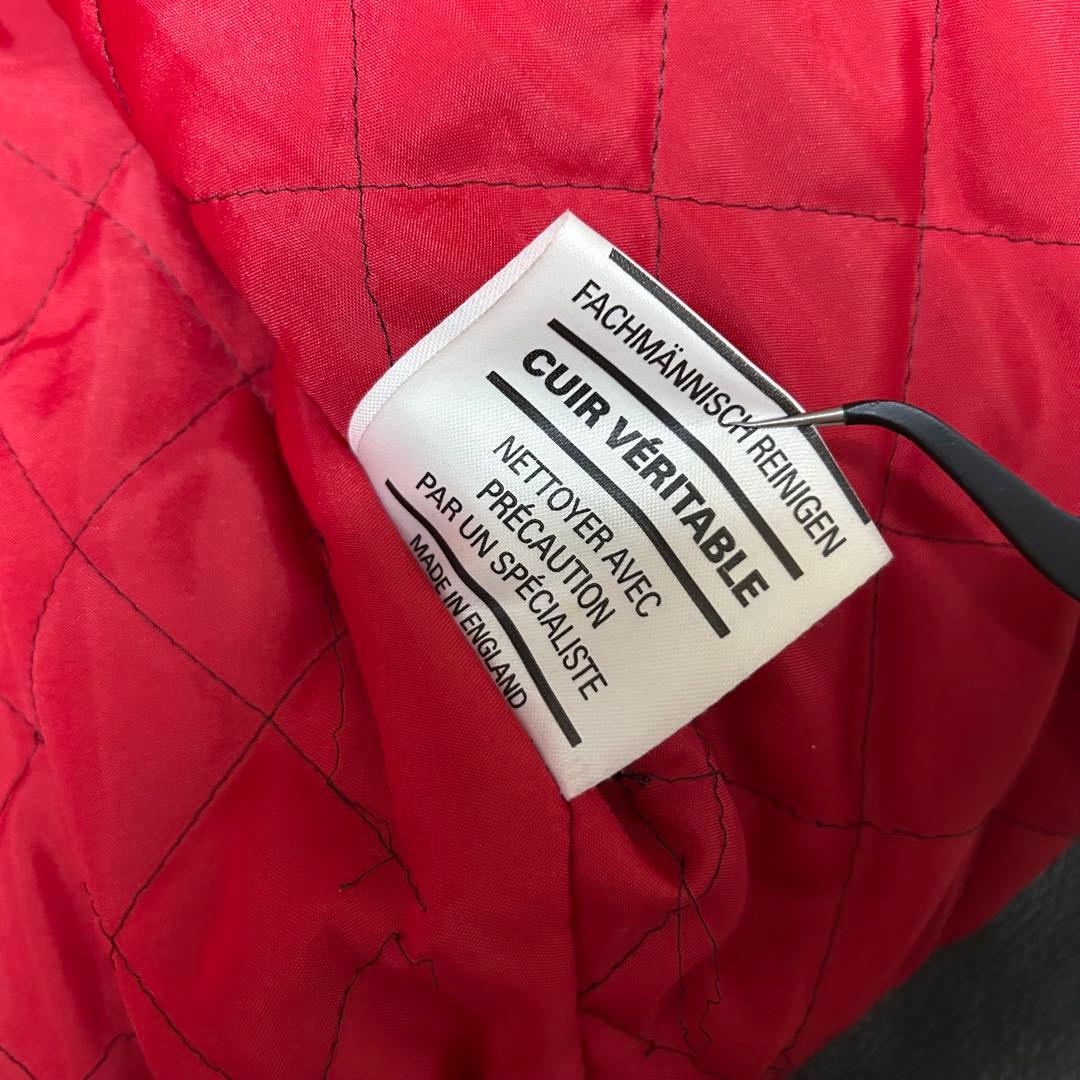 FACHMÄNNISCH REINIGEN
CUIR VÉRITABLE
NETTOYER AVEC
PRÉCAUTION
PAR UN SPÉCIALISTE
MADE IN ENGLAND